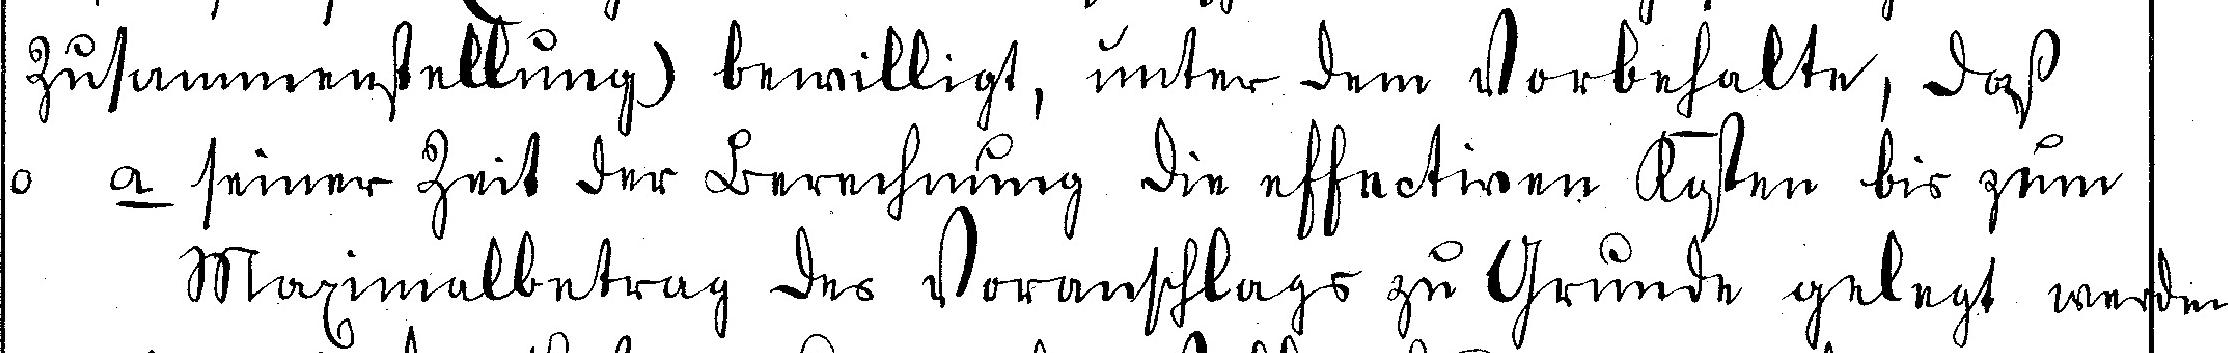 Zusammenstellung) bewilligt, unter dem Vorbehalte, daß
o a seiner Zeit der Berechnung die effectiven Kosten bis zum
Maximalbetrag des Voranschlags zu Grunde gelegt werden